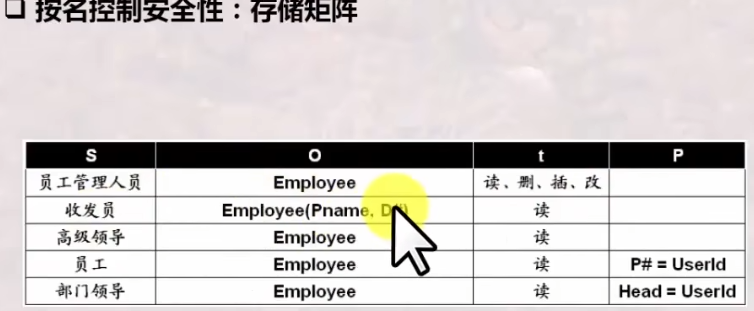 ❑ 按名控制安全性：存储矩阵
S O t P
员工管理人员 Employee 读、删、插、改
收发员 Employee(Pname, D#) 读
高级领导 Employee 读
员工 Employee 读 P# = UserId
部门领导 Employee 读 Head = UserId